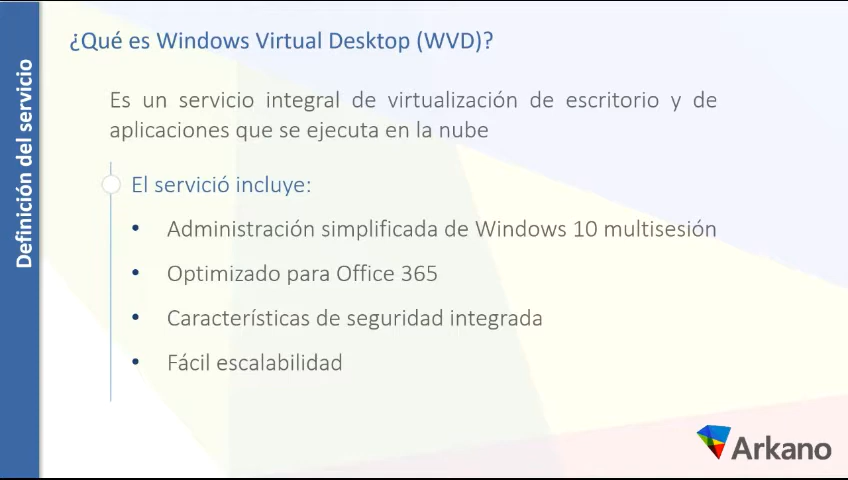 Definición del servicio
¿Qué es Windows Virtual Desktop (WVD)?
Es un servicio integral de virtualización de escritorio y de
aplicaciones que se ejecuta en la nube
El servició incluye:
• Administración simplificada de Windows 10 multisesión
• Optimizado para Office 365
• Características de seguridad integrada
• Fácil escalabilidad
Arkano